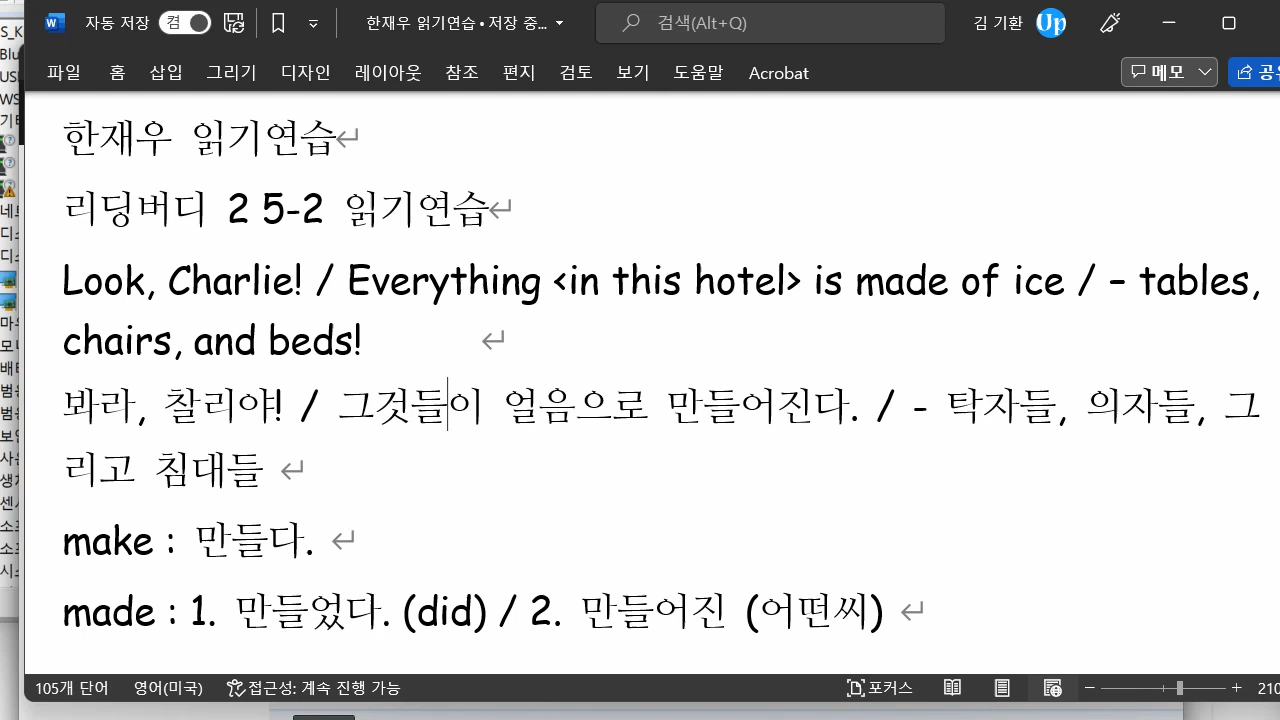 자동 저장 켬 한재우 읽기연습 • 저장 중... 검색(Alt+Q) 김 기환 Up
파일 홈 삽입 그리기 디자인 레이아웃 참조 편지 검토 보기 도움말 Acrobat 메모
한재우 읽기연습↵
리딩버디 2 5-2 읽기연습↵
Look, Charlie! / Everything <in this hotel> is made of ice / – tables,
chairs, and beds! ↵
봐라, 찰리야! / 그것들이 얼음으로 만들어진다. / - 탁자들, 의자들, 그
리고 침대들 ↵
make : 만들다. ↵
made : 1. 만들었다. (did) / 2. 만들어진 (어떤씨) ↵
105개 단어 영어(미국) 접근성: 계속 진행 가능 포커스 210